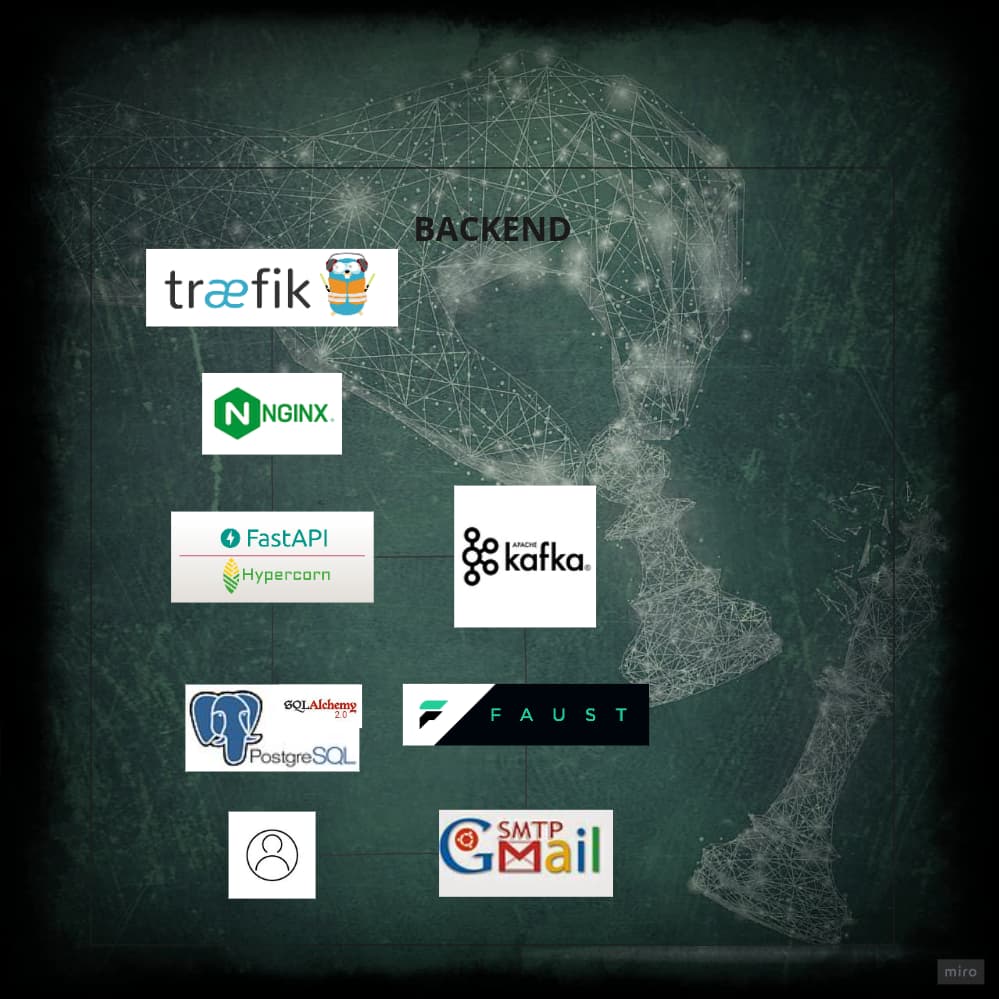 BACKEND
træfik
NGINX
FastAPI
Hypercorn
APACHE
kafka
SQLAlchemy
2.0
PostgreSQL
FAUST
SMTP
GMail
miro